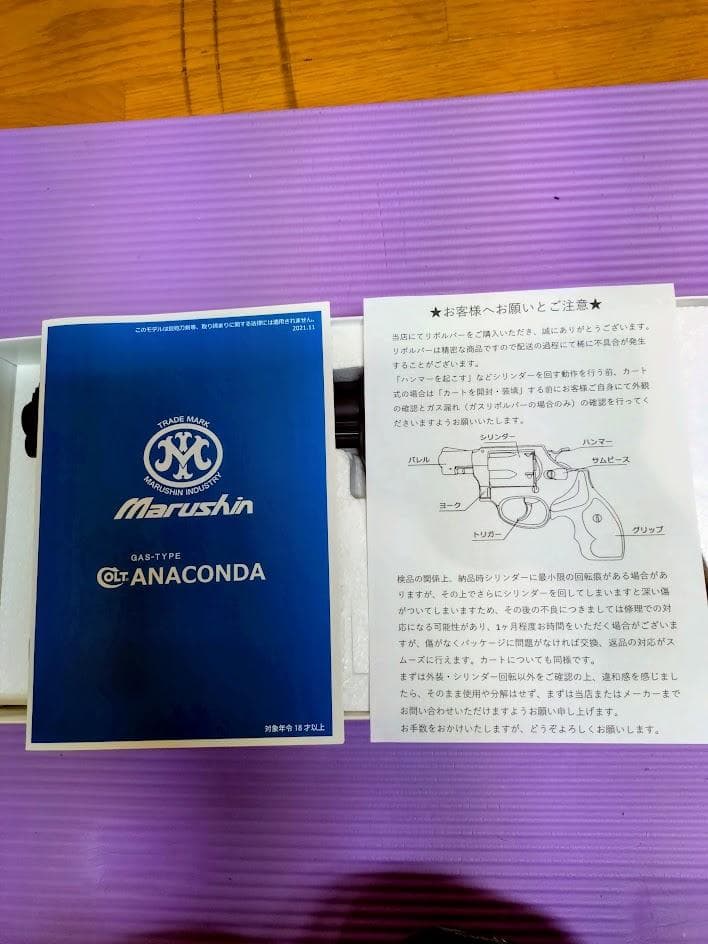 このモデルは銃砲刀剣等、取り締まりに関する法律には適用されません。
2021.11
TRADE MARK
M
MARUSHIN INDUSTRY
Marushin
GAS-TYPE
COLT ANACONDA
対象年令18才以上
★お客様へお願いとご注意★
当店にてリボルバーをご購入いただき、誠にありがとうございます。
リボルバーは精密な商品ですので配送の過程にて稀に不具合が発生
することがございます。
「ハンマーを起こす」などシリンダーを回す動作を行う前、カート
式の場合は「カートを開封・装填」する前にお客様ご自身にて外観
の確認とガス漏れ（ガスリボルバーの場合のみ）の確認を行ってく
ださいますようお願いいたします。
シリンダー
ハンマー
バレル
サムピース
ヨーク
トリガー
グリップ
検品の関係上、納品時シリンダーに最小限の回転痕がある場合があ
りますが、その上でさらにシリンダーを回してしまいますと深い傷
がついてしまいますため、その後の不良につきましては修理での対
応になる可能性があり、1ヶ月程度お時間をいただく場合がございま
すが、傷がなくパッケージに問題がなければ交換、返品の対応がス
ムーズに行えます。カートについても同様です。
まずは外装・シリンダー回転以外をご確認の上、違和感を感じまし
たら、そのまま使用や分解はせず、まずは当店またはメーカーまで
お問い合わせいただけますようお願い申し上げます。
お手数をおかけいたしますが、どうぞよろしくお願いします。